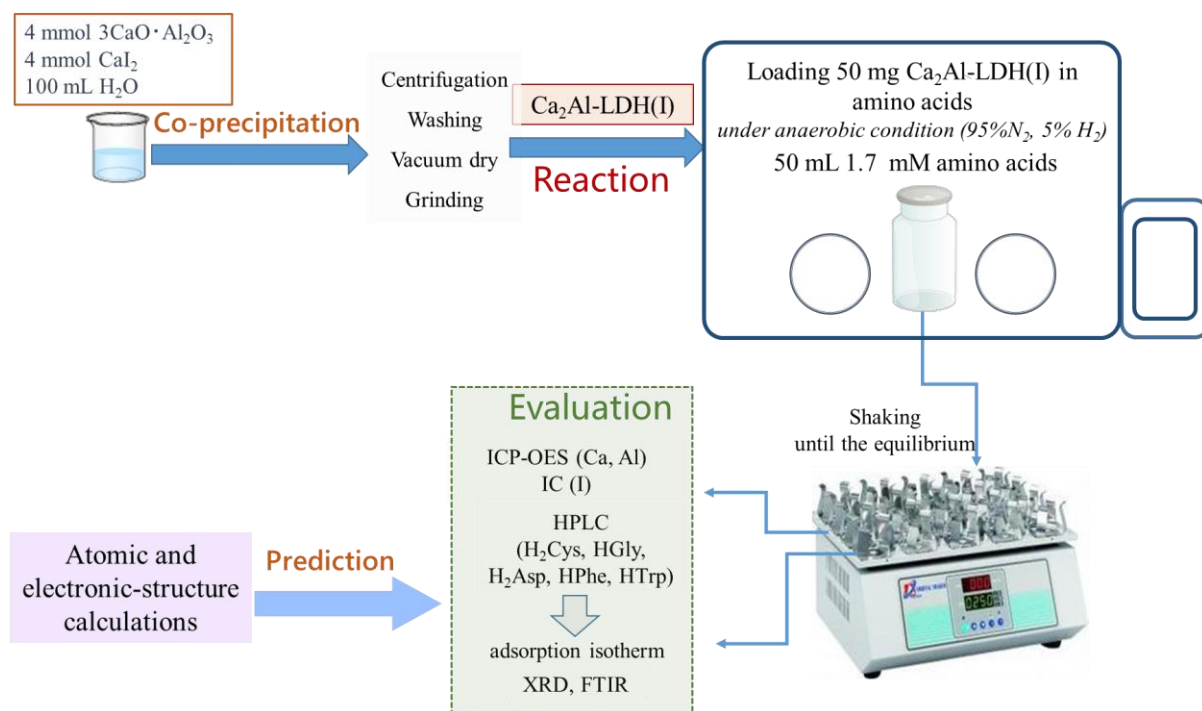 4 mmol 3CaO·Al₂O₃
4 mmol CaI₂
100 mL H₂O
Co-precipitation
Centrifugation
Washing
Vacuum dry
Grinding
Ca₂Al-LDH(I)
Reaction
Loading 50 mg Ca₂Al-LDH(I) in
amino acids
under anaerobic condition (95%N₂, 5% H₂)
50 mL 1.7 mM amino acids
Shaking
until the equilibrium
Evaluation
ICP-OES (Ca, Al)
IC (I)
HPLC
(H₂Cys, HGly,
H₂Asp, HPhe, HTrp)
adsorption isotherm
XRD, FTIR
Atomic and
electronic-structure
calculations
Prediction